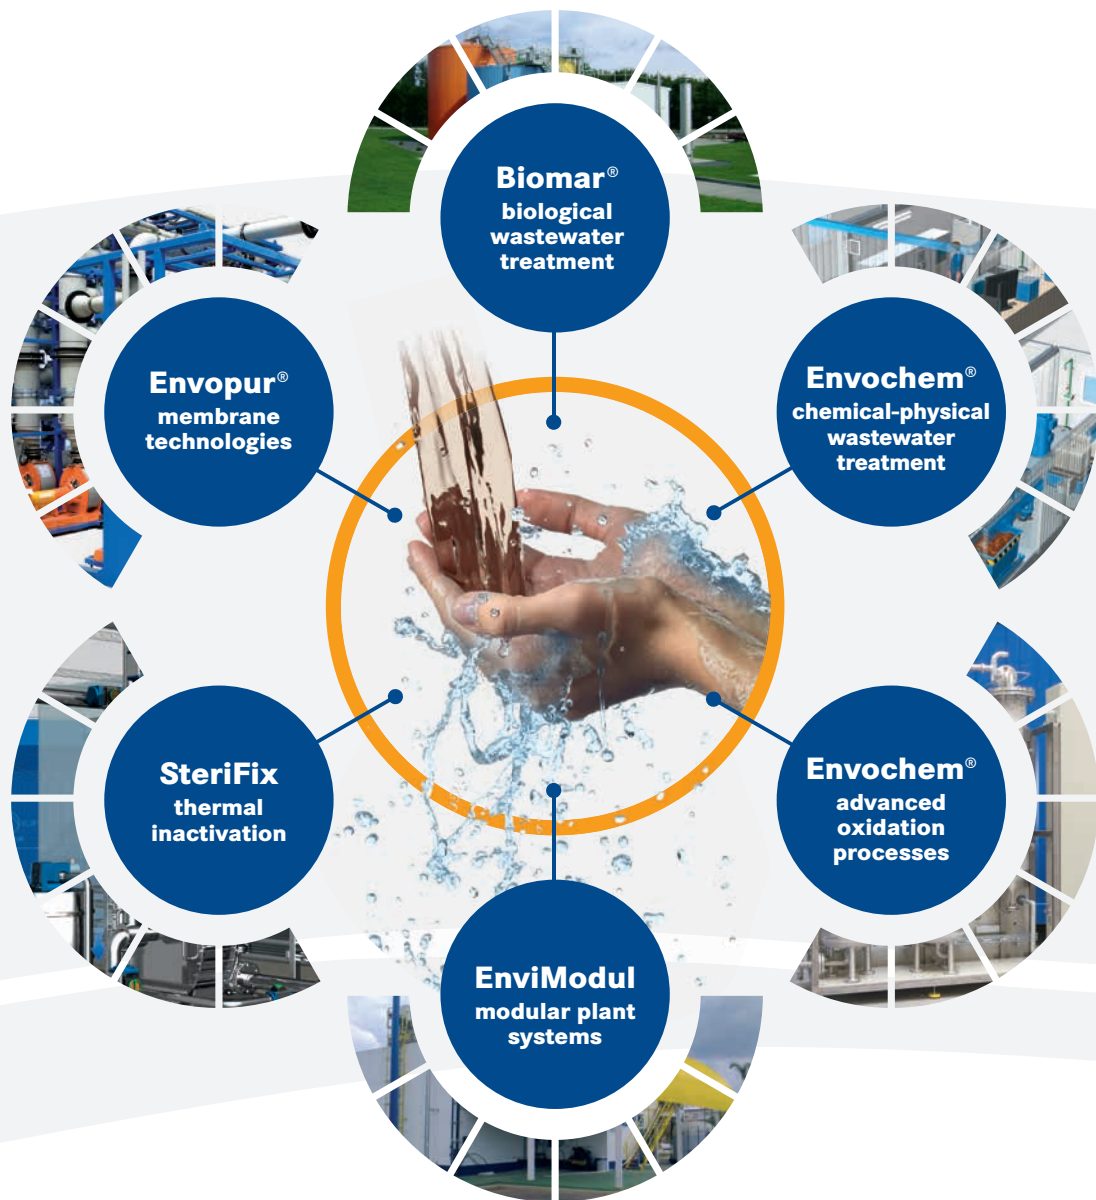 Biomar®
biological
wastewater
treatment
Envopur®
membrane
technologies
Envochem®
chemical-physical
wastewater
treatment
SteriFix
thermal
inactivation
Envochem®
advanced
oxidation
processes
EnviModul
modular plant
systems